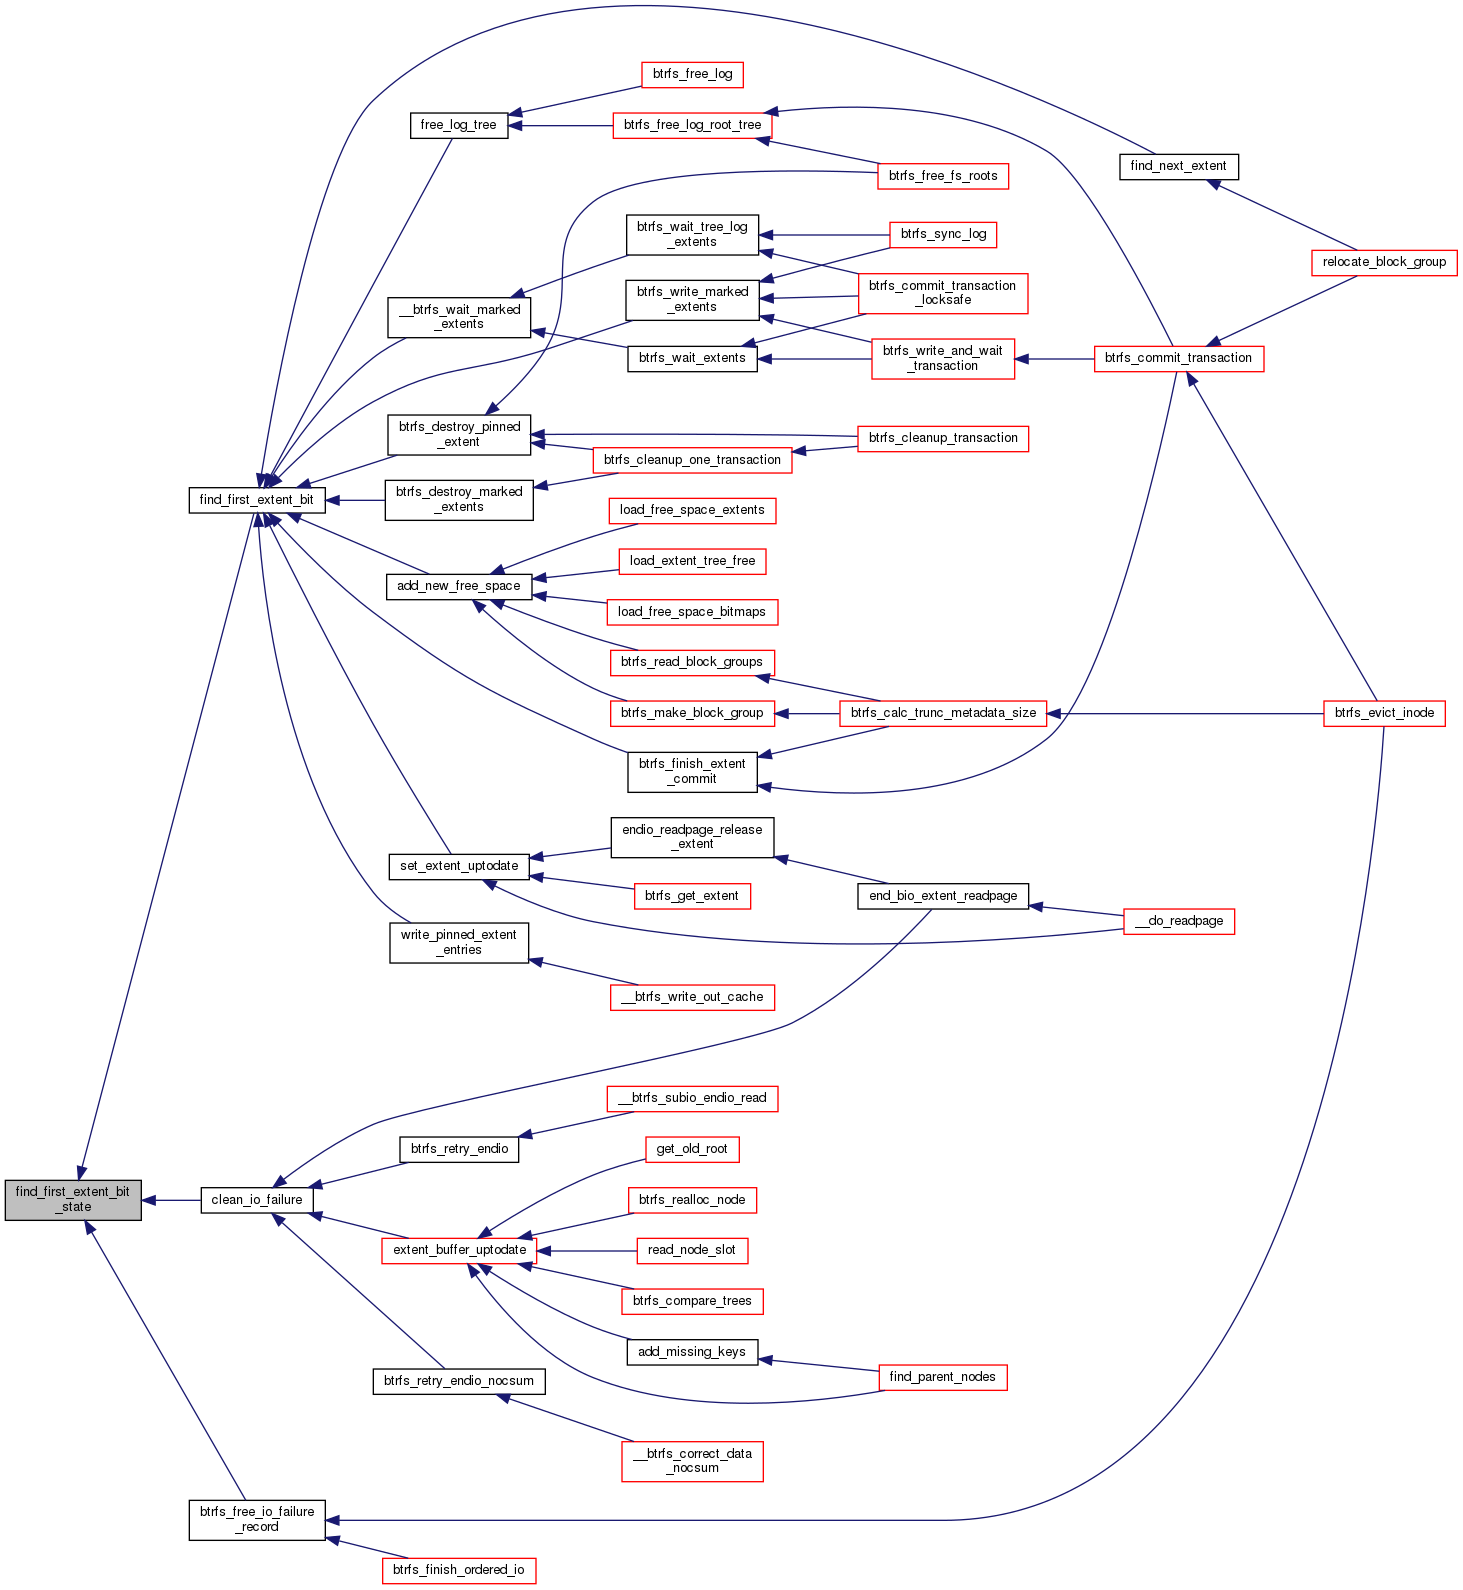 btrfs_free_log
free_log_tree
btrfs_free_log_root_tree
find_next_extent
btrfs_free_fs_roots
btrfs_wait_tree_log
_extents
btrfs_sync_log
relocate_block_group
btrfs_write_marked
_extents
btrfs_commit_transaction
_locksafe
__btrfs_wait_marked
_extents
btrfs_wait_extents
btrfs_write_and_wait
_transaction
btrfs_commit_transaction
btrfs_destroy_pinned
_extent
btrfs_cleanup_transaction
btrfs_cleanup_one_transaction
find_first_extent_bit
btrfs_destroy_marked
_extents
load_free_space_extents
load_extent_tree_free
add_new_free_space
load_free_space_bitmaps
btrfs_read_block_groups
btrfs_make_block_group
btrfs_calc_trunc_metadata_size
btrfs_evict_inode
btrfs_finish_extent
_commit
endio_readpage_release
_extent
set_extent_uptodate
btrfs_get_extent
end_bio_extent_readpage
__do_readpage
write_pinned_extent
_entries
__btrfs_write_out_cache
__btrfs_subio_endio_read
btrfs_retry_endio
get_old_root
find_first_extent_bit
_state
clean_io_failure
btrfs_realloc_node
extent_buffer_uptodate
read_node_slot
btrfs_compare_trees
add_missing_keys
btrfs_retry_endio_nocsum
find_parent_nodes
__btrfs_correct_data
_nocsum
btrfs_free_io_failure
_record
btrfs_finish_ordered_io